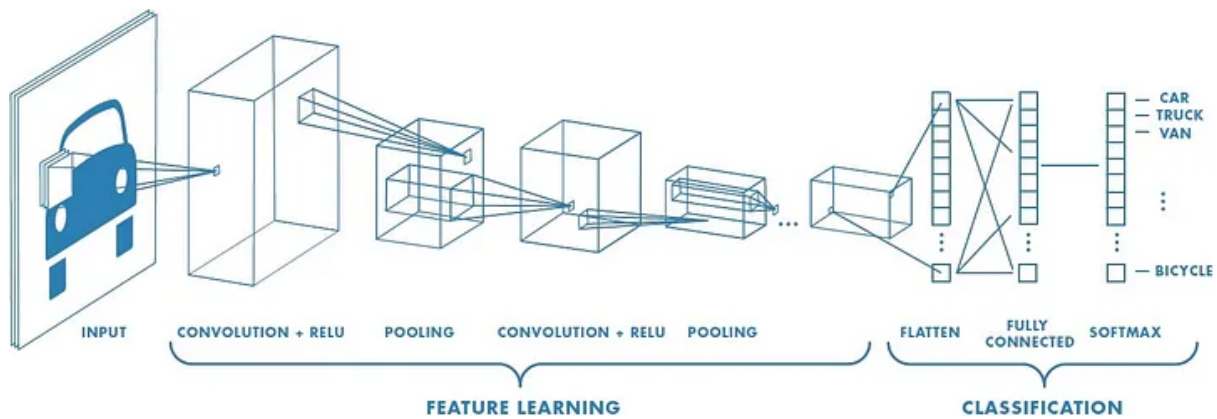 CAR
TRUCK
VAN
BICYCLE
INPUT
CONVOLUTION + RELU
POOLING
CONVOLUTION + RELU
POOLING
FLATTEN
FULLY
CONNECTED
SOFTMAX
FEATURE LEARNING
CLASSIFICATION